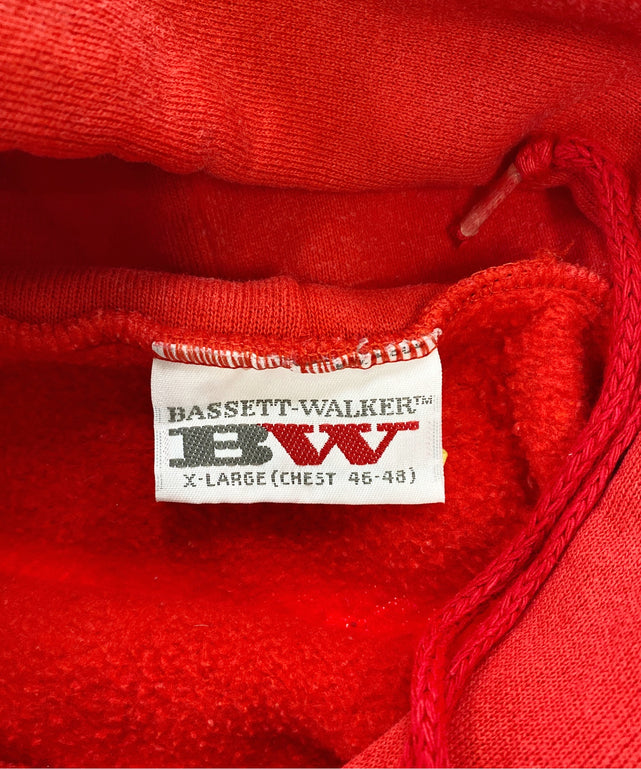 BASSETT-WALKER™
BW
X-LARGE (CHEST 46-48)